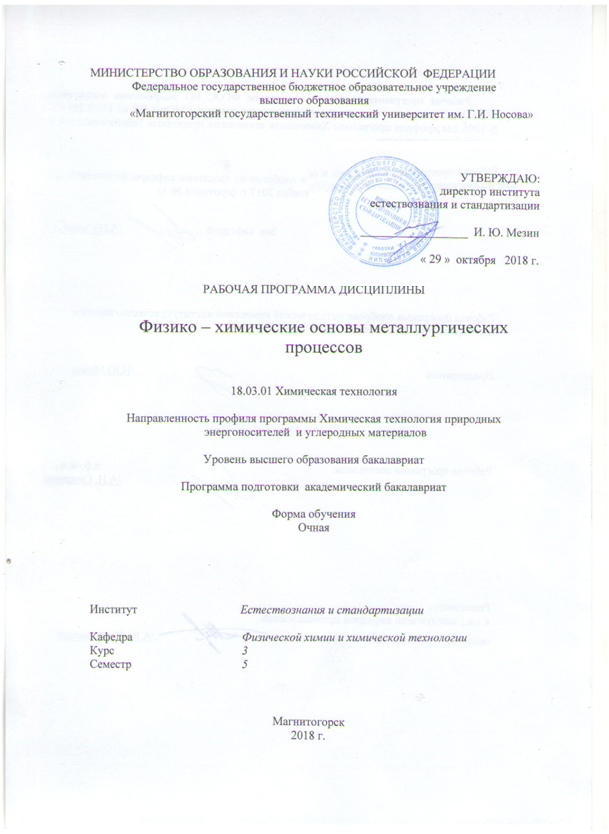 МИНИСТЕРСТВО ОБРАЗОВАНИЯ И НАУКИ РОССИЙСКОЙ ФЕДЕРАЦИИ
Федеральное государственное бюджетное образовательное учреждение
высшего образования
«Магнитогорский государственный технический университет им. Г.И. Носова»
УТВЕРЖДАЮ:
директор института
естествознания и стандартизации
И. Ю. Мезин
« 29 » октября 2018 г.
РАБОЧАЯ ПРОГРАММА ДИСЦИПЛИНЫ
Физико – химические основы металлургических
процессов
18.03.01 Химическая технология
Направленность профиля программы Химическая технология природных
энергоносителей и углеродных материалов
Уровень высшего образования бакалавриат
Программа подготовки академический бакалавриат
Форма обучения
Очная
Институт Естествознания и стандартизации
Кафедра Физической химии и химической технологии
Курс 3
Семестр 5
Магнитогорск
2018 г.